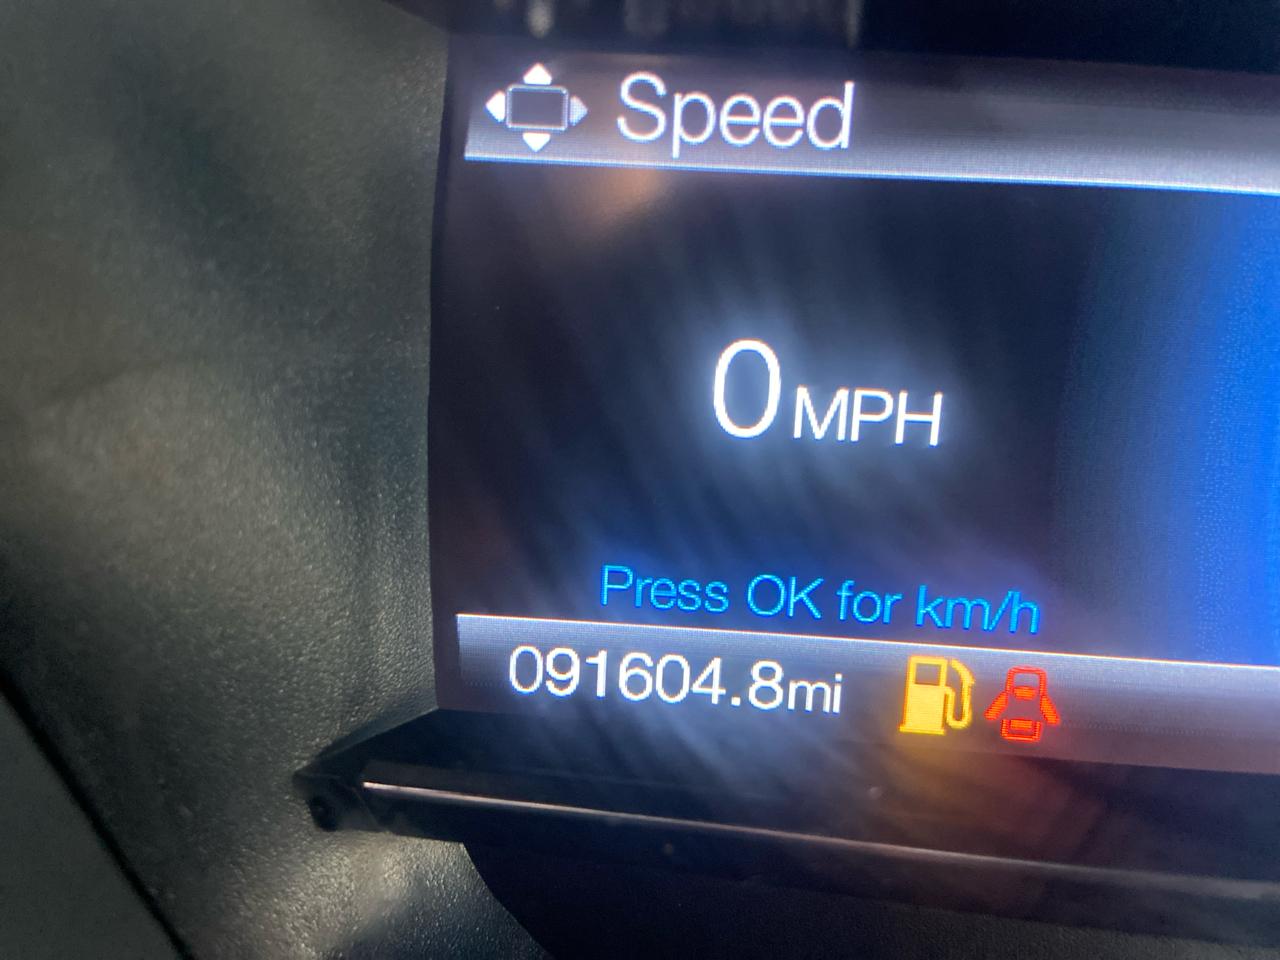 Speed
0 MPH
Press OK for km/h
091604.8mi